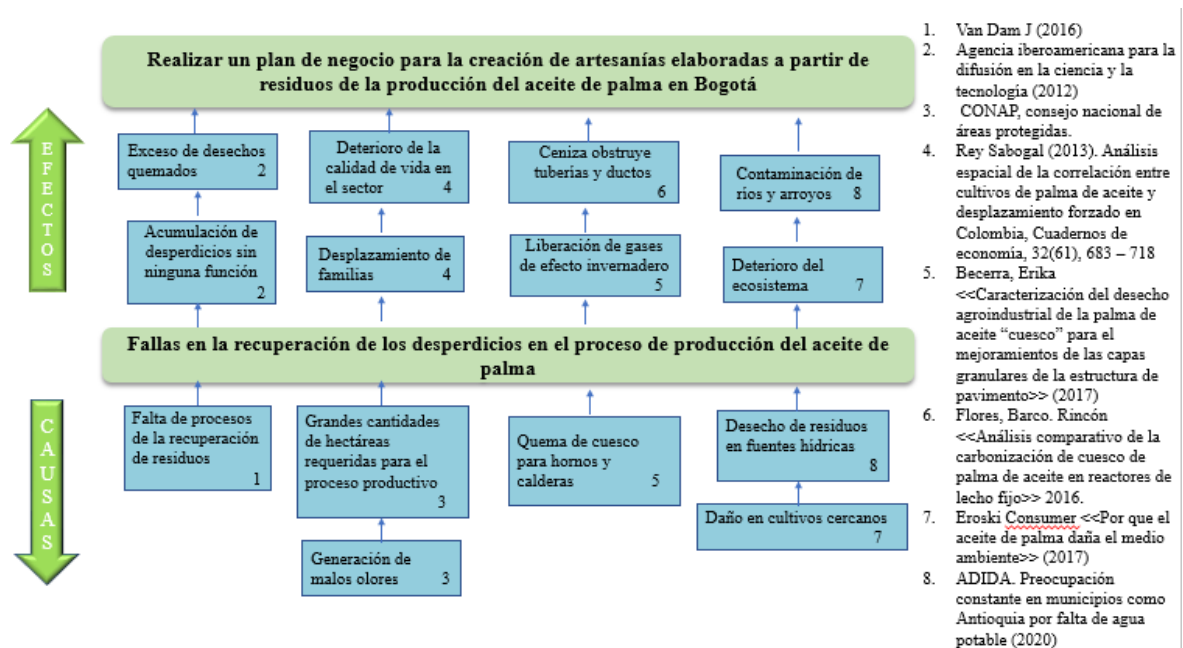 Realizar un plan de negocio para la creación de artesanías elaboradas a partir de
residuos de la producción del aceite de palma en Bogotá
EFECTOS
Exceso de desechos
quemados 2
Deterioro de la
calidad de vida en
el sector 4
Ceniza obstruye
tuberías y ductos
6
Contaminación de
ríos y arroyos 8
Acumulación de
desperdicios sin
ninguna función
2
Desplazamiento de
familias 4
Liberación de gases
de efecto invernadero
5
Deterioro del
ecosistema 7
Fallas en la recuperación de los desperdicios en el proceso de producción del aceite de
palma
CAUSAS
Falta de procesos
de la recuperación
de residuos
1
Grandes cantidades
de hectáreas
requeridas para el
proceso productivo
3
Quema de cuesco
para hornos y
calderas 5
Desecho de residuos
en fuentes hídricas
8
Generación de
malos olores 3
Daño en cultivos cercanos
7
1. Van Dam J (2016)
2. Agencia iberoamericana para la
difusión en la ciencia y la
tecnología (2012)
3. CONAP, consejo nacional de
áreas protegidas.
4. Rey Sabogal (2013). Análisis
espacial de la correlación entre
cultivos de palma de aceite y
desplazamiento forzado en
Colombia, Cuadernos de
economía, 32(61), 683 – 718
5. Becerra, Erika
<<Caracterización del desecho
agroindustrial de la palma de
aceite “cuesco” para el
mejoramientos de las capas
granulares de la estructura de
pavimento>> (2017)
6. Flores, Barco. Rincón
<<Análisis comparativo de la
carbonización de cuesco de
palma de aceite en reactores de
lecho fijo>> 2016.
7. Eroski Consumer <<Por que el
aceite de palma daña el medio
ambiente>> (2017)
8. ADIDA. Preocupación
constante en municipios como
Antioquia por falta de agua
potable (2020)